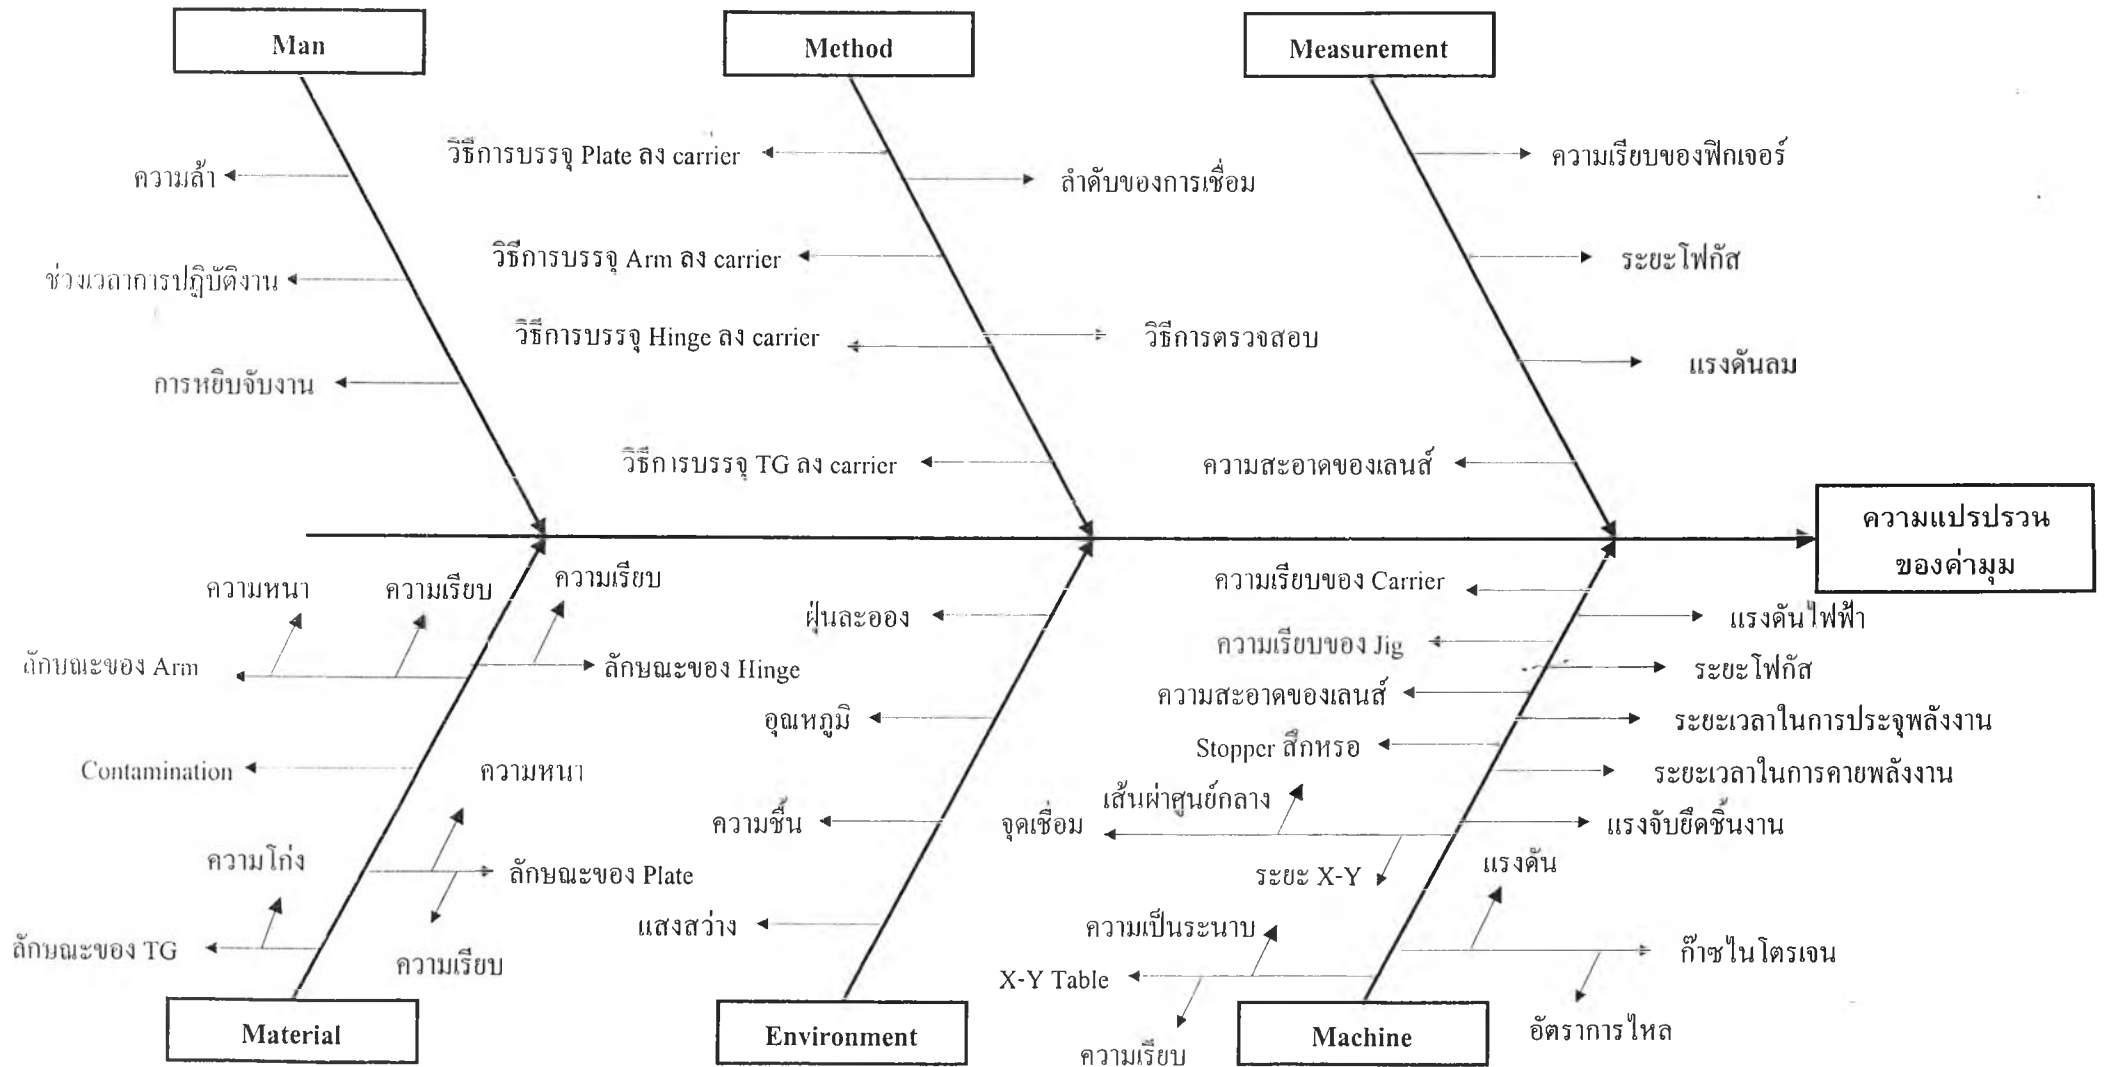 Man
Method
Measurement
วิธีการบรรจุ Plate ลง carrier
ความเรียบของฟิกเจอร์
ความล้า
ลำดับของการเชื่อม
วิธีการบรรจุ Arm ลง carrier
ระยะโฟกัส
ช่วงเวลาการปฏิบัติงาน
วิธีการบรรจุ Hinge ลง carrier
วิธีการตรวจสอบ
แรงดันลม
การหยิบจับงาน
วิธีการบรรจุ TG ลง carrier
ความสะอาดของเลนส์
ความแปรปรวน
ของค่ามุม
ความหนา
ความเรียบ
ความเรียบ
ลักษณะของ Arm
ลักษณะของ Hinge
Contamination
ความหนา
ความโก่ง
ลักษณะของ Plate
ลักษณะของ TG
ความเรียบ
Material
ฝุ่นละออง
อุณหภูมิ
ความชื้น
แสงสว่าง
Environment
ความเรียบของ Carrier
แรงดันไฟฟ้า
ความเรียบของ Jig
ระยะโฟกัส
ความสะอาดของเลนส์
ระยะเวลาในการประจุพลังงาน
Stopper สึกหรอ
ระยะเวลาในการคายพลังงาน
เส้นผ่าศูนย์กลาง
จุดเชื่อม
แรงจับยึดชิ้นงาน
ระยะ X-Y
แรงดัน
ความเป็นระนาบ
ก๊าซไนโตรเจน
X-Y Table
อัตราการไหล
ความเรียบ
Machine